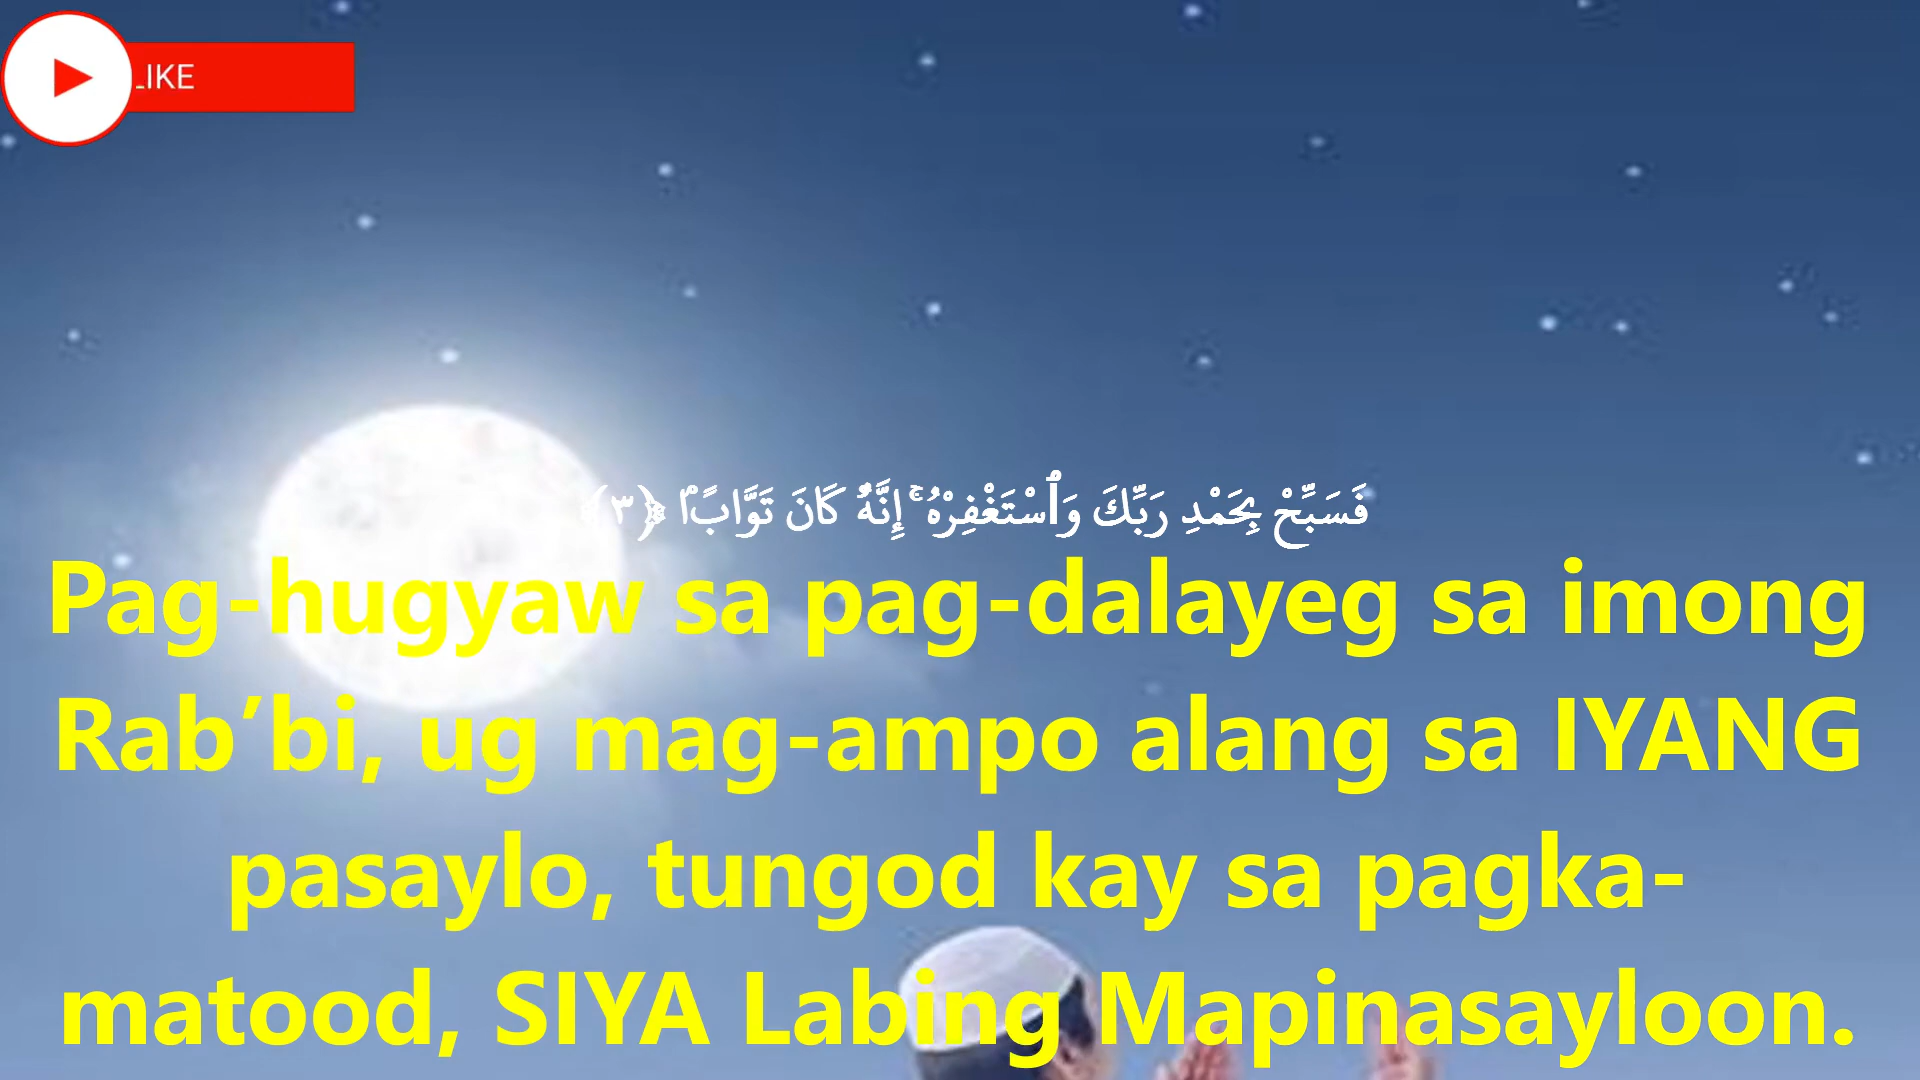 LIKE
فَسَبِّحْ بِحَمْدِ رَبِّكَ وَٱسْتَغْفِرْهُ ۚ إِنَّهُۥ كَانَ تَوَّابًۢا ﴿٣﴾
Pag-hugyaw sa pag-dalayeg sa imong
Rab’bi, ug mag-ampo alang sa IYANG
pasaylo, tungod kay sa pagka-
matood, SIYA Labing Mapinasayloon.